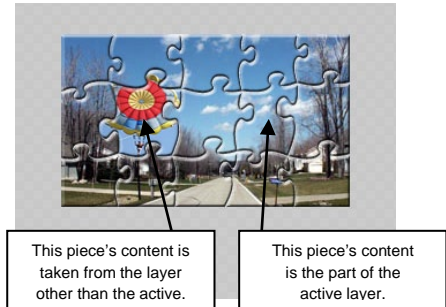 This piece's content is
taken from the layer
other than the active.
This piece's content
is the part of the
active layer.